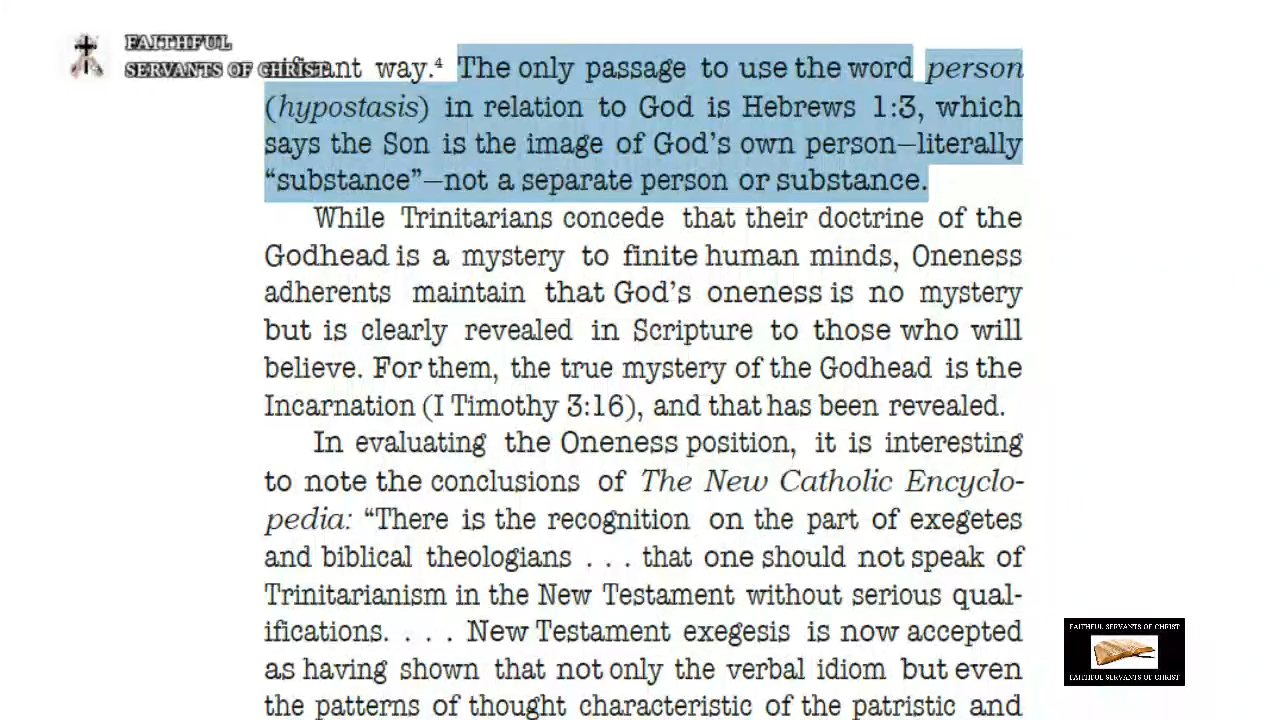 FAITHFUL
SERVANTS OF CHRIST
way.⁴ The only passage to use the word person
(hypostasis) in relation to God is Hebrews 1:3, which
says the Son is the image of God's own person—literally
“substance”—not a separate person or substance.
While Trinitarians concede that their doctrine of the
Godhead is a mystery to finite human minds, Oneness
adherents maintain that God's oneness is no mystery
but is clearly revealed in Scripture to those who will
believe. For them, the true mystery of the Godhead is the
Incarnation (I Timothy 3:16), and that has been revealed.
In evaluating the Oneness position, it is interesting
to note the conclusions of The New Catholic Encyclo-
pedia: “There is the recognition on the part of exegetes
and biblical theologians . . . that one should not speak of
Trinitarianism in the New Testament without serious qual-
ifications. . . . New Testament exegesis is now accepted
as having shown that not only the verbal idiom but even
the patterns of thought characteristic of the patristic and
FAITHFUL SERVANTS OF CHRIST
FAITHFUL SERVANTS OF CHRIST